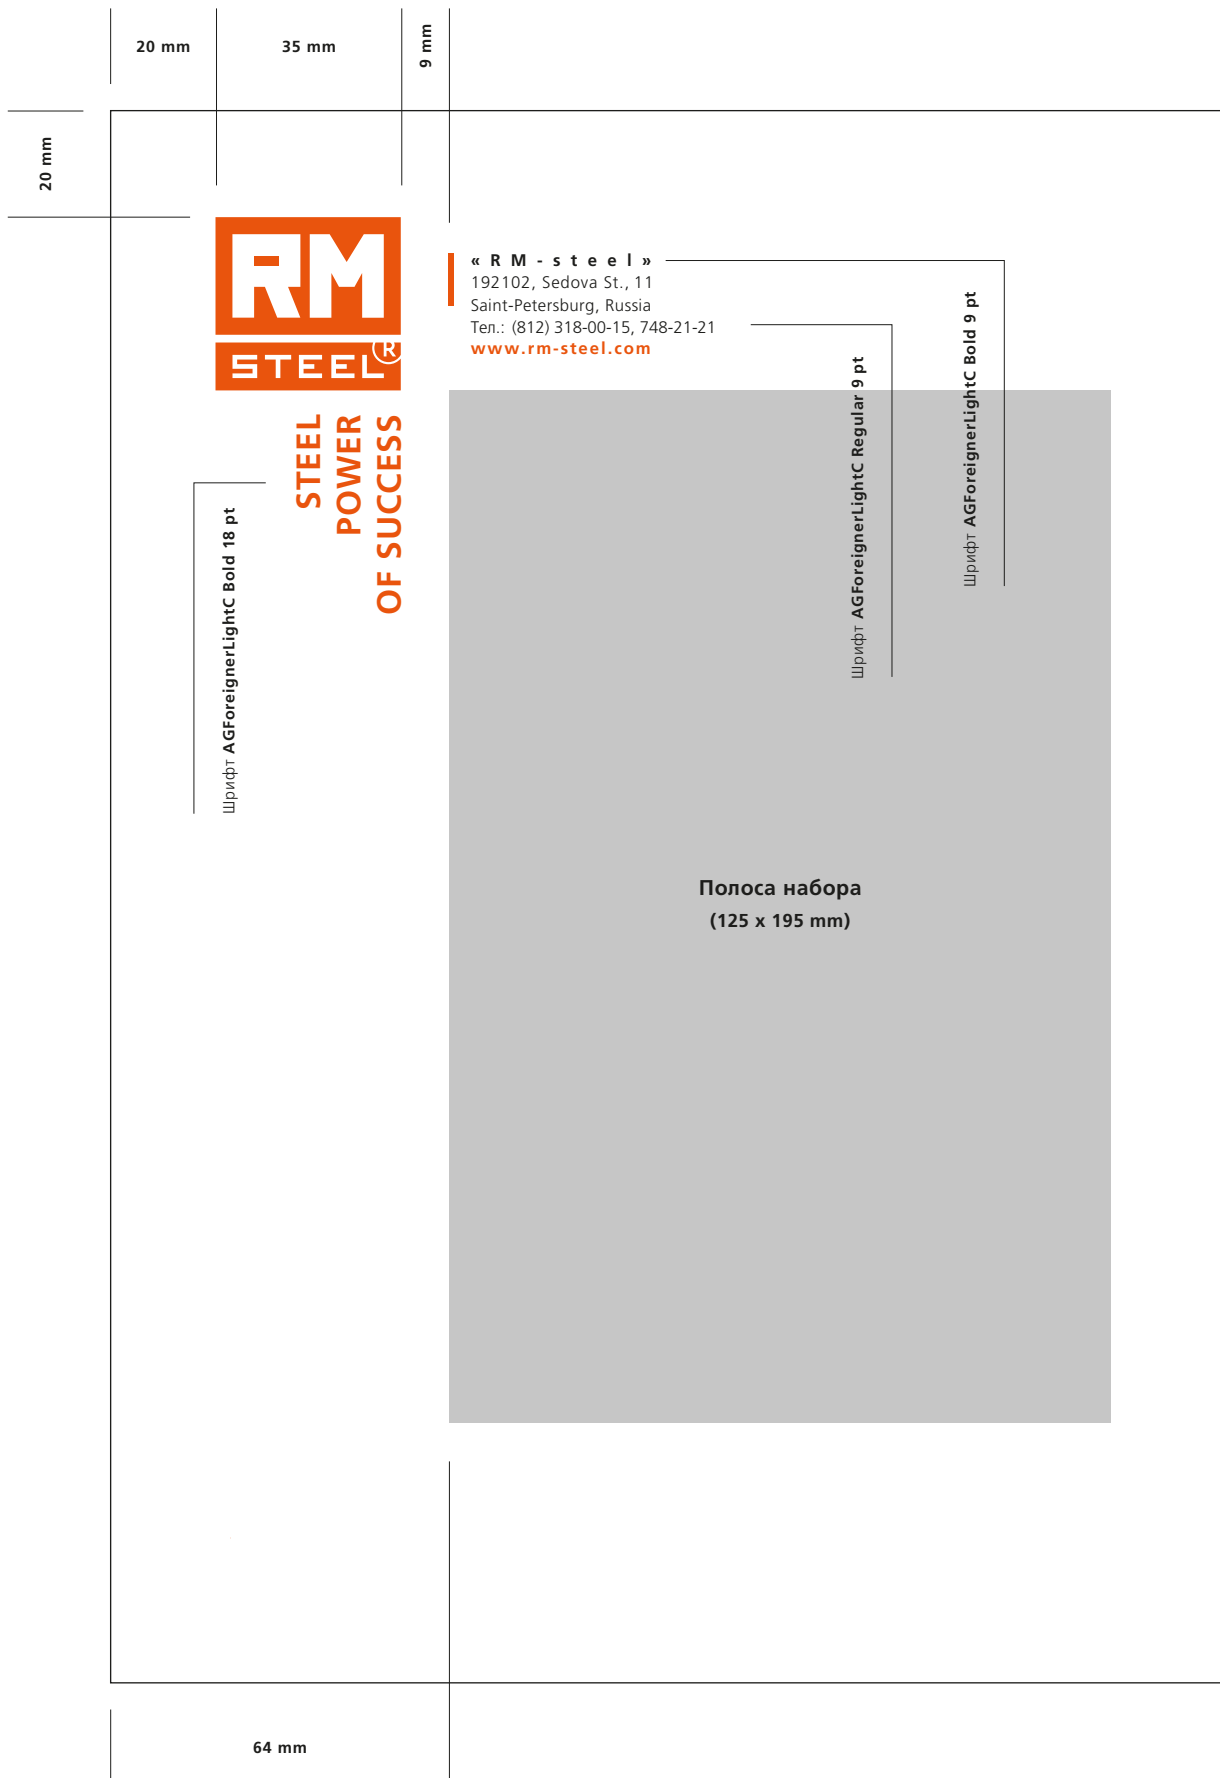 20 mm
35 mm
9 mm
20 mm
RM
STEEL®
« R M - s t e e l »
192102, Sedova St., 11
Saint-Petersburg, Russia
Тел.: (812) 318-00-15, 748-21-21
www.rm-steel.com
STEEL
POWER
OF SUCCESS
Шрифт AGForeignerLightC Bold 18 pt
Шрифт AGForeignerLightC Regular 9 pt
Шрифт AGForeignerLightC Bold 9 pt
Полоса набора
(125 x 195 mm)
64 mm